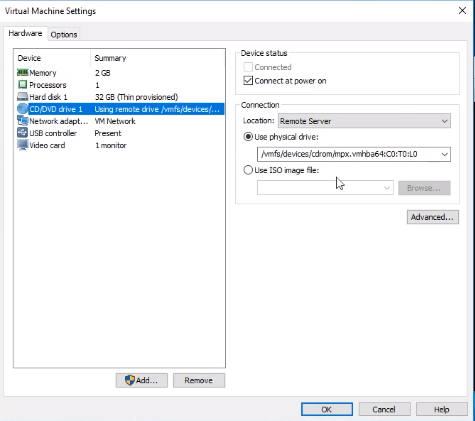 Virtual Machine Settings
Hardware Options
Device Summary
Memory 2 GB
Processors 1
Hard disk 1 32 GB (Thin provisioned)
CD/DVD drive 1 Using remote drive /vmfs/devices/...
Network adapt... VM Network
USB controller Present
Video card 1 monitor
Add... Remove
Device status
Connected
Connect at power on
Connection
Location: Remote Server
Use physical drive:
/vmfs/devices/cdrom/mpx.vmhba64:C0:T0:L0
Use ISO image file:
Browse...
Advanced...
OK Cancel Help